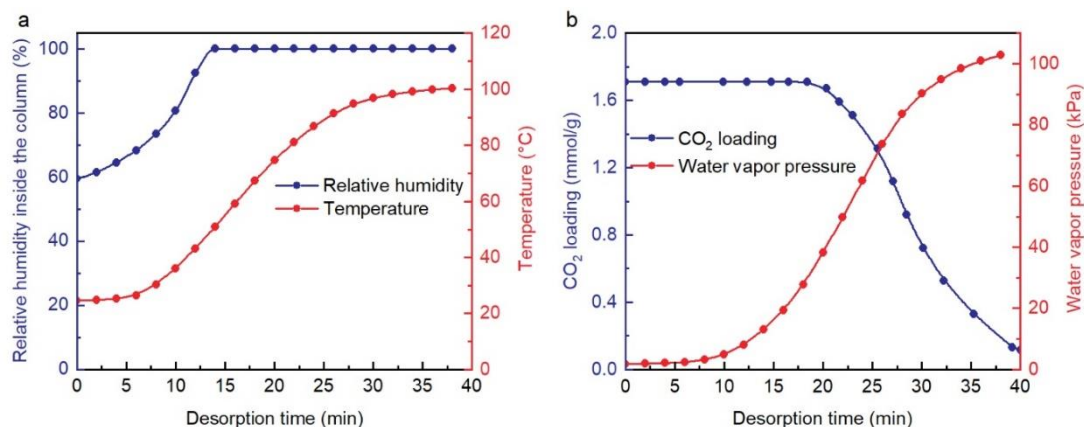 a
Relative humidity inside the column (%)
100
80
60
40
20
0
0 5 10 15 20 25 30 35 40
Desorption time (min)
120
100
80
60
40
20
0
Temperature (°C)
Relative humidity
Temperature
b
CO₂ loading (mmol/g)
2.0
1.6
1.2
0.8
0.4
0.0
0 5 10 15 20 25 30 35 40
Desorption time (min)
100
80
60
40
20
0
Water vapor pressure (kPa)
CO₂ loading
Water vapor pressure